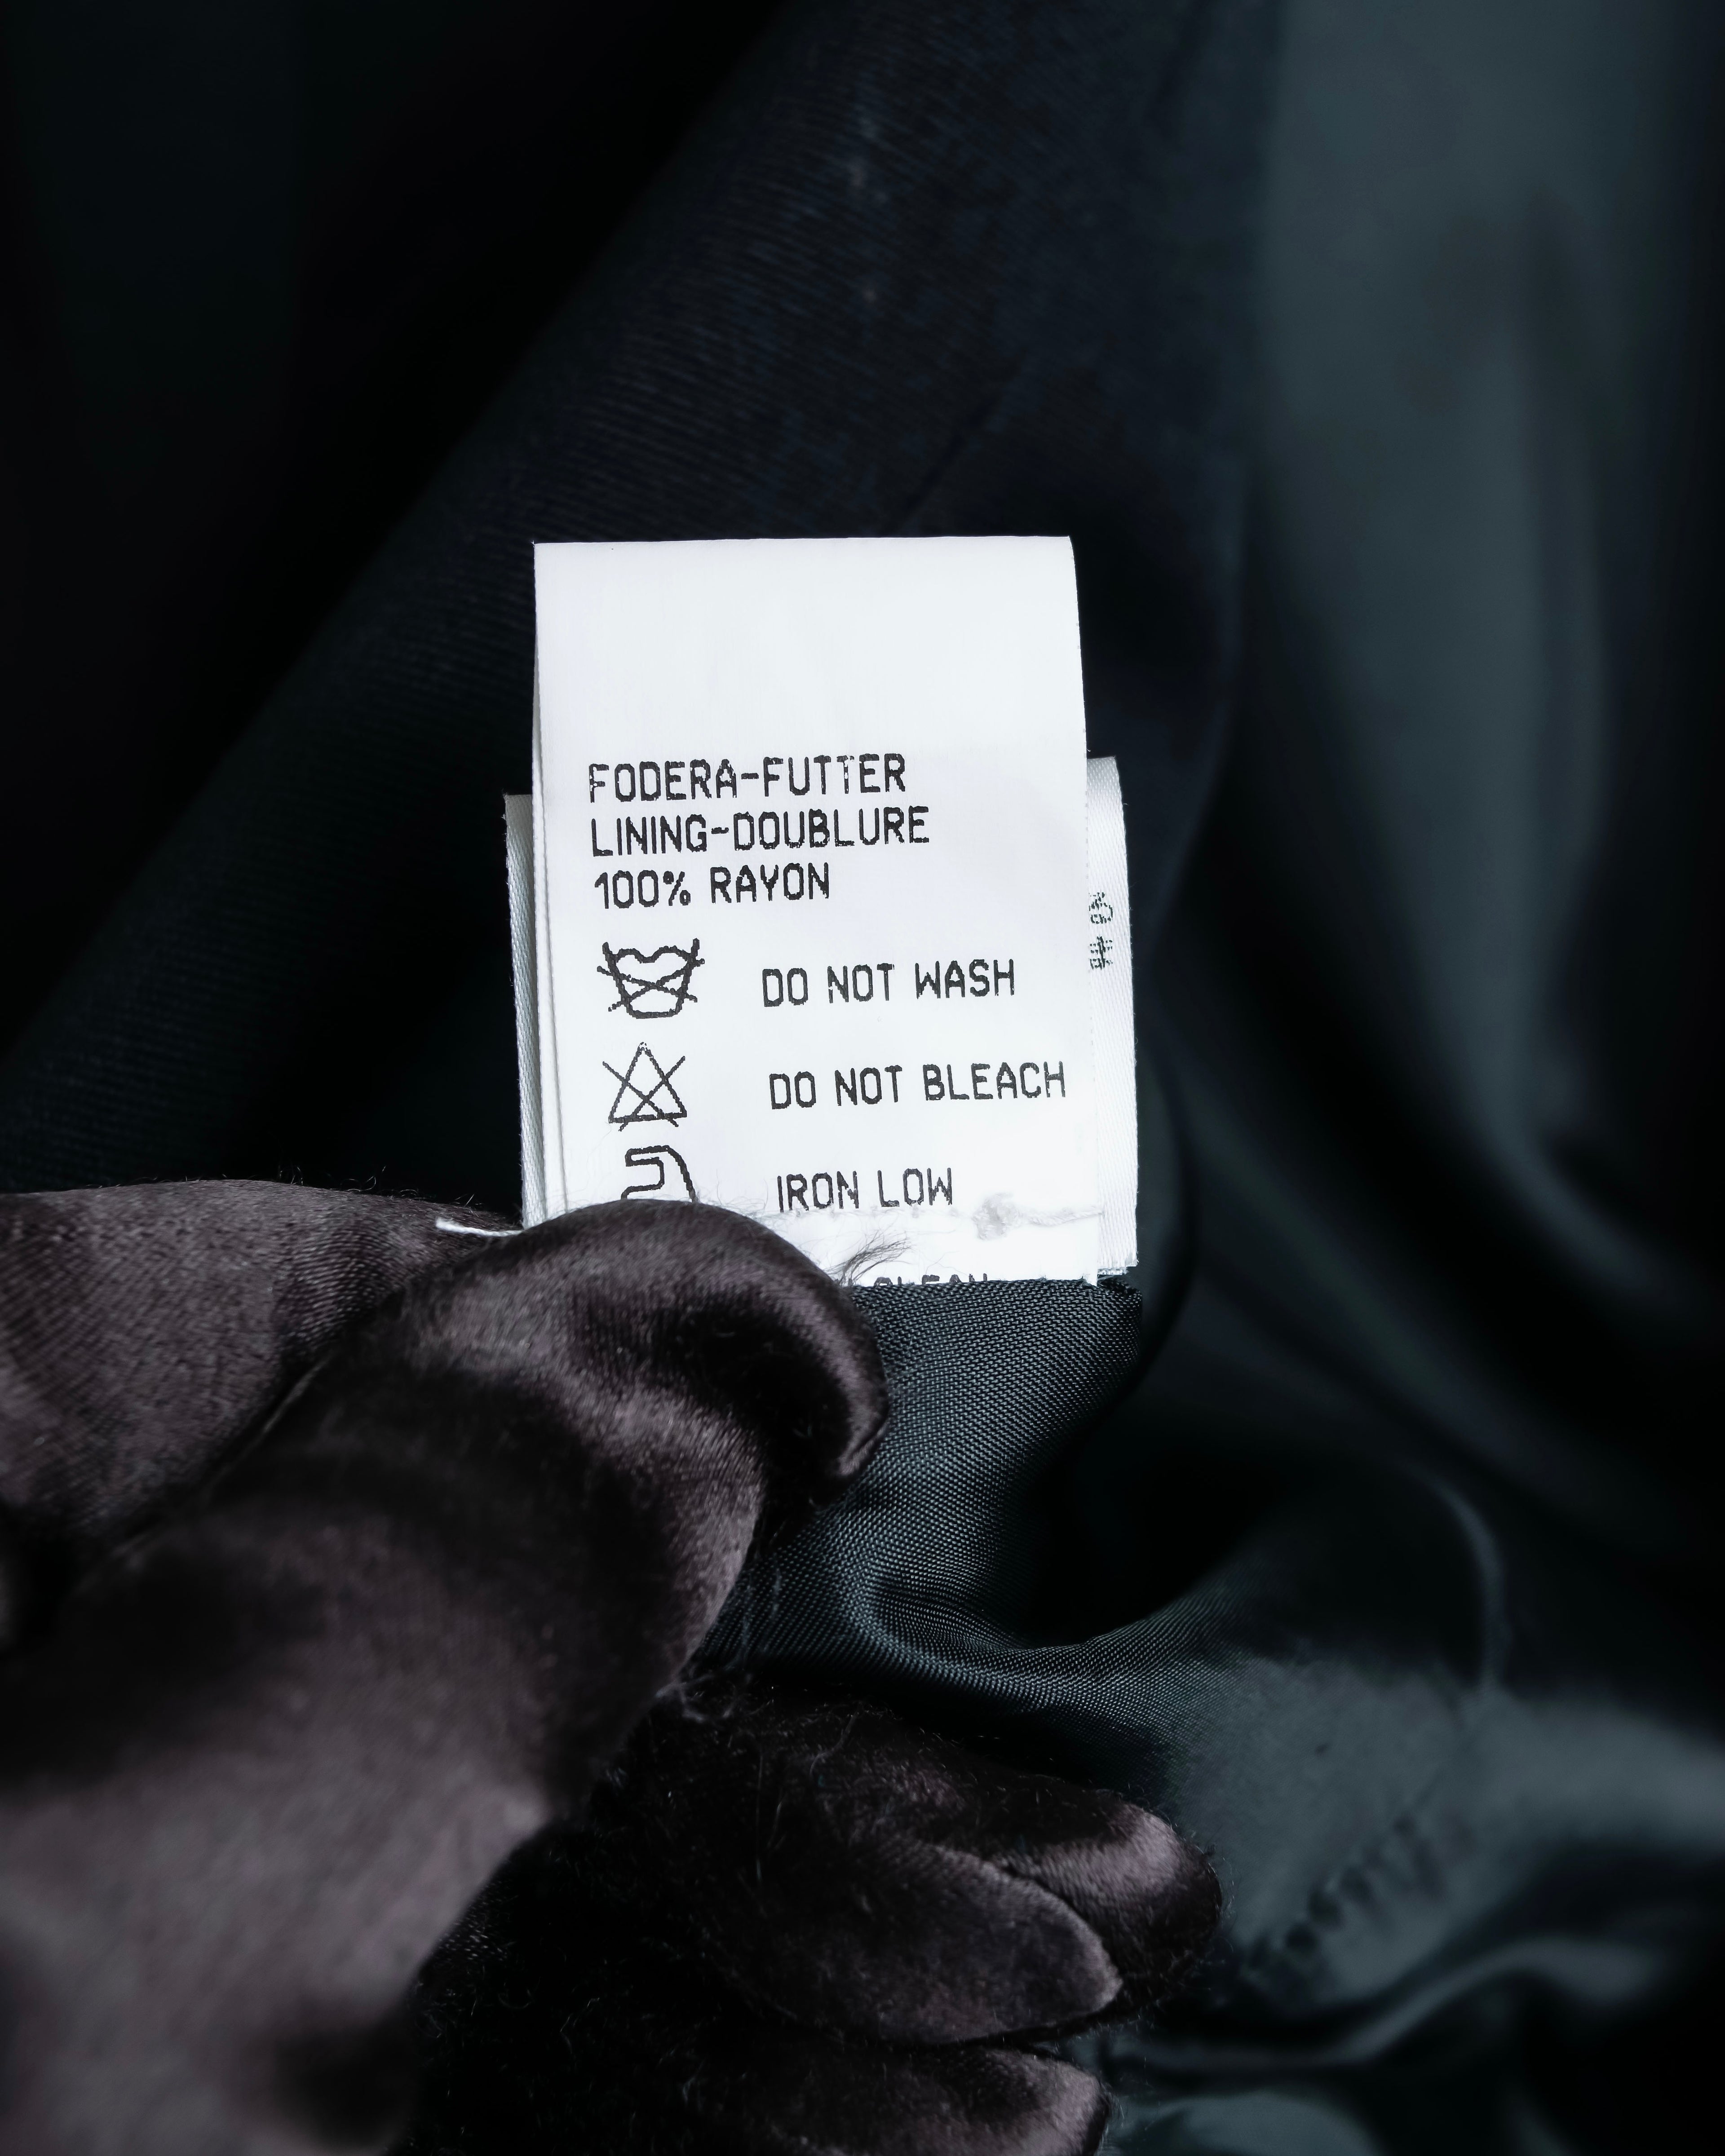 FODERA-FUTTER
LINING-DOUBLURE
100% RAYON
DO NOT WASH
DO NOT BLEACH
IRON LOW